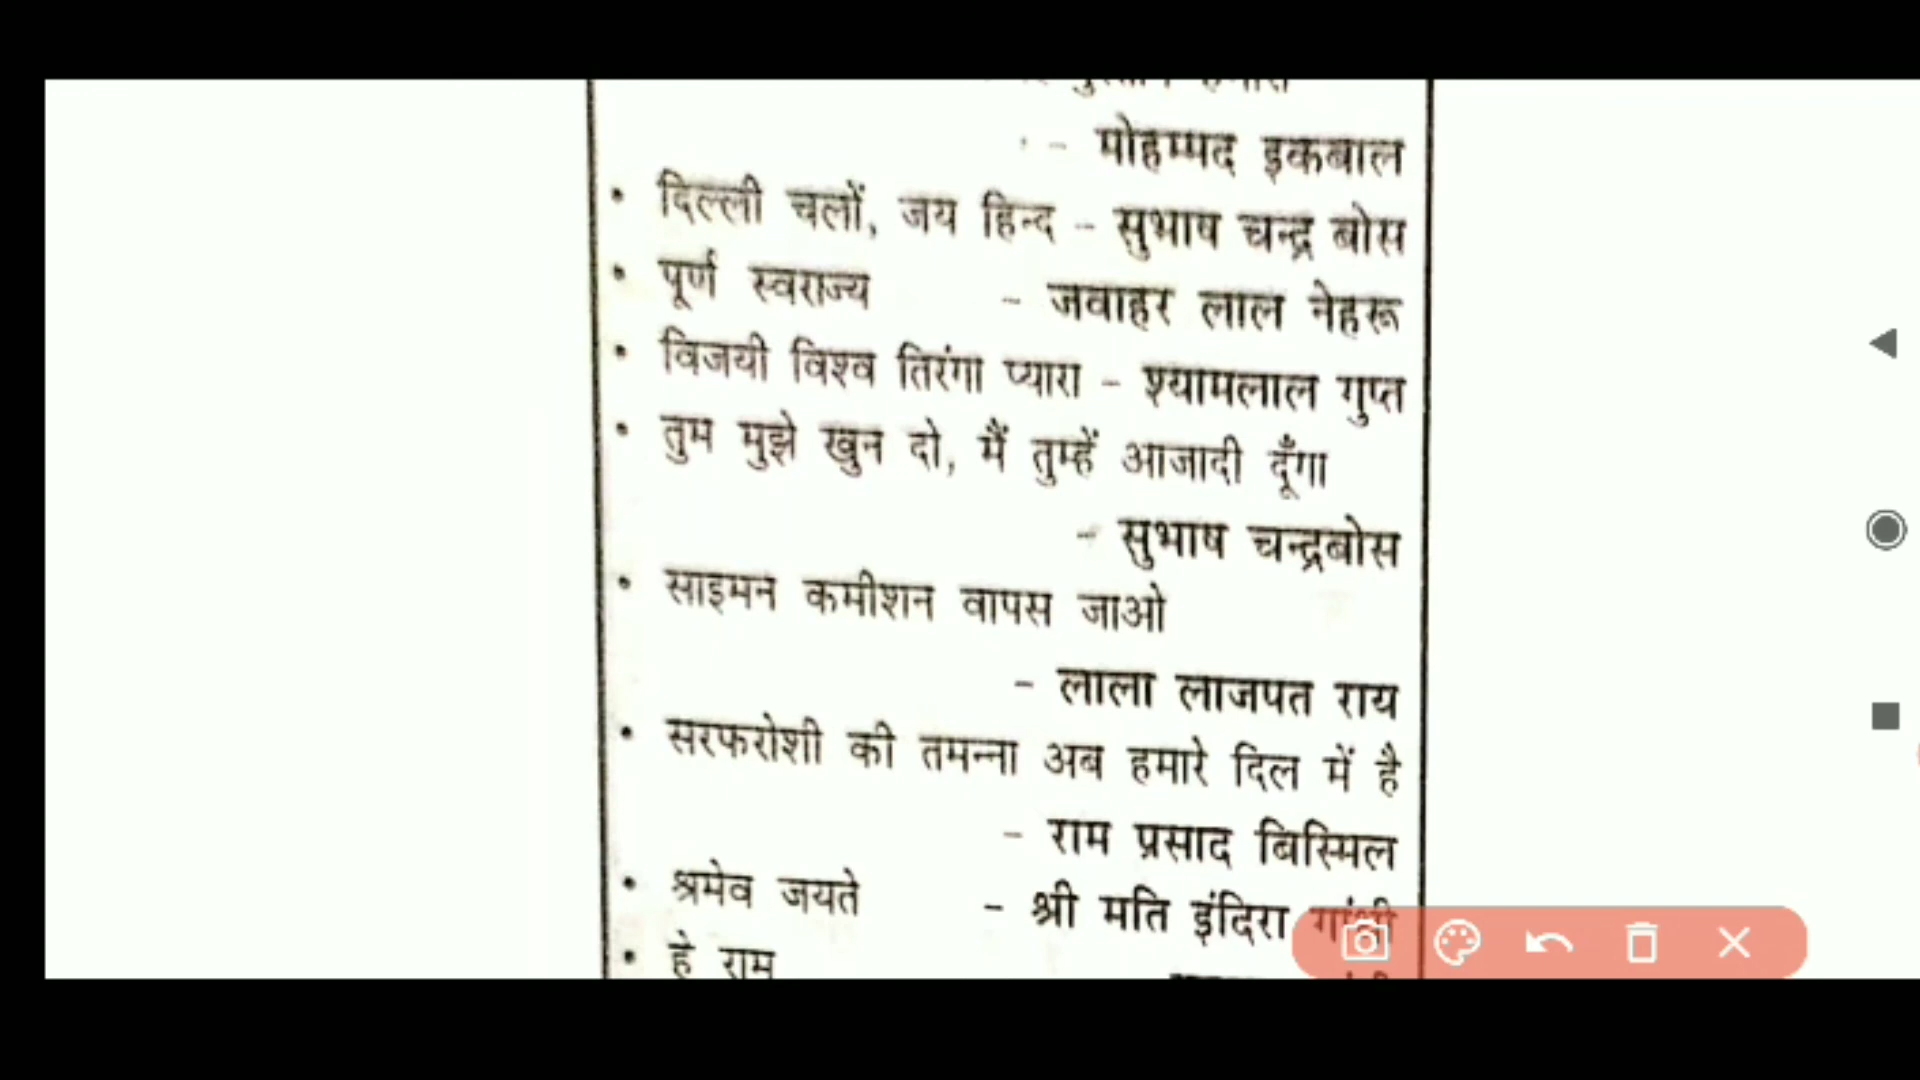 - मोहम्मद इकबाल
• दिल्ली चलों, जय हिन्द - सुभाष चन्द्र बोस
• पूर्ण स्वराज्य - जवाहर लाल नेहरू
• विजयी विश्व तिरंगा प्यारा - श्यामलाल गुप्त
• तुम मुझे खुन दो, मैं तुम्हें आजादी दूँगा
- सुभाष चन्द्रबोस
• साइमन कमीशन वापस जाओ
- लाला लाजपत राय
• सरफरोशी की तमन्ना अब हमारे दिल में है
- राम प्रसाद बिस्मिल
• श्रमेव जयते - श्री मति इंदिरा गांधी
• हे राम